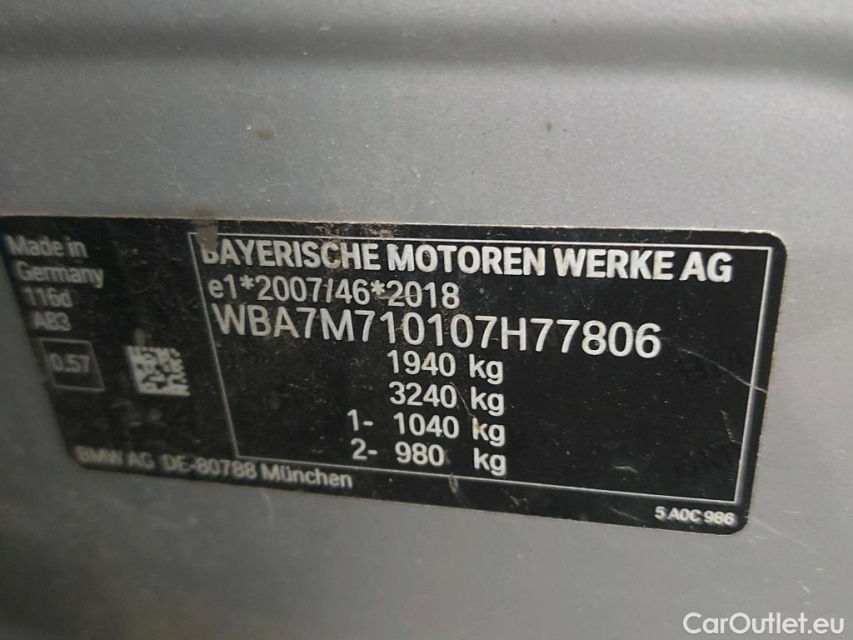 Made in
Germany
116d
A83
0.57
BAYERISCHE MOTOREN WERKE AG
e1*2007/46*2018
WBA7M710107H77806
1940 kg
3240 kg
1- 1040 kg
2- 980 kg
BMW AG DE-80788 München
5 A0C 986
CarOutlet.eu